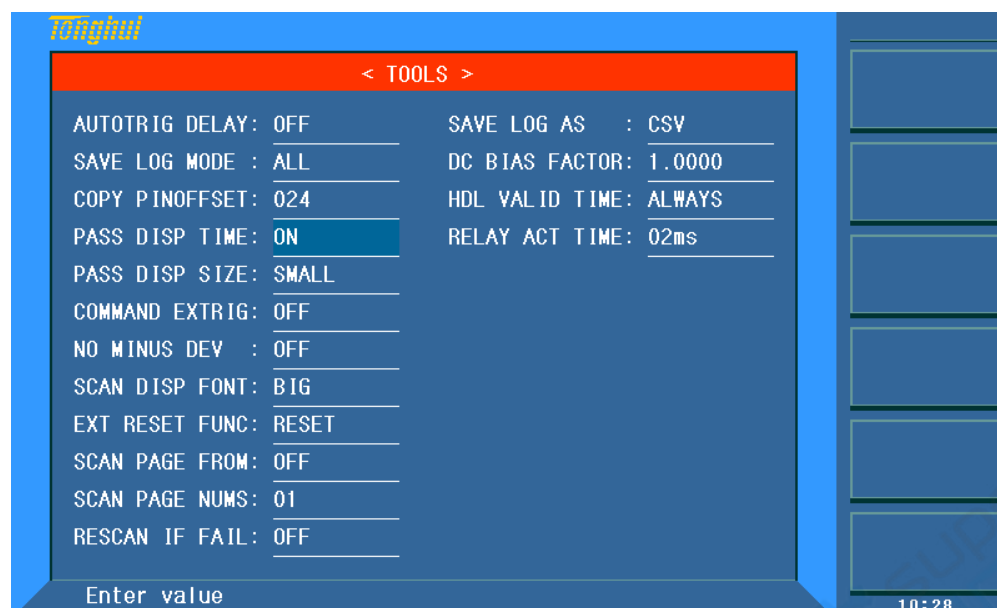 Tonghui
< TOOLS >
AUTOTRIG DELAY: OFF
SAVE LOG MODE : ALL
COPY PINOFFSET: 024
PASS DISP TIME: ON
PASS DISP SIZE: SMALL
COMMAND EXTRIG: OFF
NO MINUS DEV : OFF
SCAN DISP FONT: BIG
EXT RESET FUNC: RESET
SCAN PAGE FROM: OFF
SCAN PAGE NUMS: 01
RESCAN IF FAIL: OFF
SAVE LOG AS : CSV
DC BIAS FACTOR: 1.0000
HDL VALID TIME: ALWAYS
RELAY ACT TIME: 02ms
Enter value
10:28